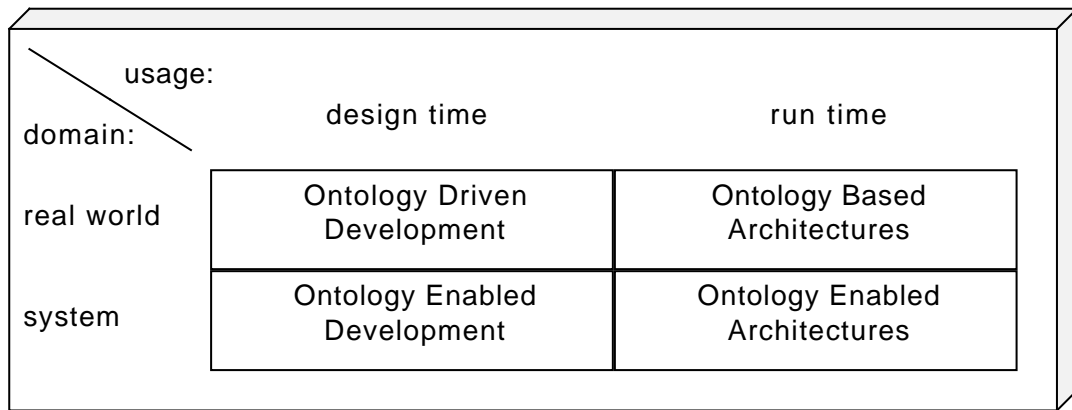 usage:
design time
run time
domain:
real world
Ontology Driven
Development
Ontology Based
Architectures
system
Ontology Enabled
Development
Ontology Enabled
Architectures